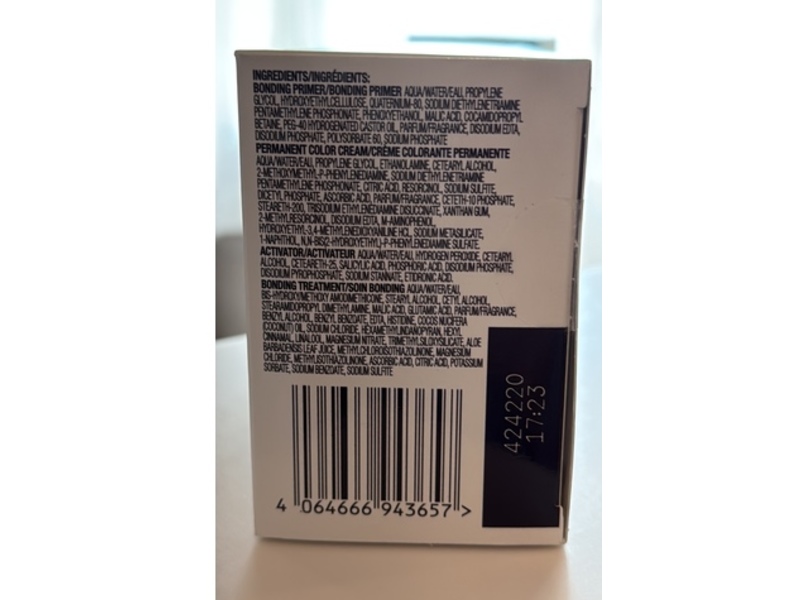 INGREDIENTS/INGRÉDIENTS:
BONDING PRIMER/BONDING PRIMER AQUA/WATER/EAU, PROPYLENE
GLYCOL, HYDROXYETHYLCELLULOSE, QUATERNIUM-80, SODIUM DIETHYLENETRIAMINE
PENTAMETHYLENE PHOSPHONATE, PHENOXYETHANOL, MALIC ACID, COCAMIDOPROPYL
BETAINE, PEG-40 HYDROGENATED CASTOR OIL, PARFUM/FRAGRANCE, DISODIUM EDTA,
DISODIUM PHOSPHATE, POLYSORBATE 60, SODIUM PHOSPHATE
PERMANENT COLOR CREAM/CRÈME COLORANTE PERMANENTE
AQUA/WATER/EAU, PROPYLENE GLYCOL, ETHANOLAMINE, CETEARYL ALCOHOL,
2-METHOXYMETHYL-P-PHENYLENEDIAMINE, SODIUM DIETHYLENETRIAMINE
PENTAMETHYLENE PHOSPHONATE, CITRIC ACID, RESORCINOL, SODIUM SULFITE,
DICETYL PHOSPHATE, ASCORBIC ACID, PARFUM/FRAGRANCE, CETETH-10 PHOSPHATE,
STEARETH-200, TRISODIUM ETHYLENEDIAMINE DISUCCINATE, XANTHAN GUM,
2-METHYLRESORCINOL, DISODIUM EDTA, M-AMINOPHENOL,
HYDROXYETHYL-3,4-METHYLENEDIOXYANILINE HCL, SODIUM METASILICATE,
1-NAPHTHOL, N,N-BIS(2-HYDROXYETHYL)-P-PHENYLENEDIAMINE SULFATE.
ACTIVATOR/ACTIVATEUR AQUA/WATER/EAU, HYDROGEN PEROXIDE, CETEARYL
ALCOHOL, CETEARETH-25, SALICYLIC ACID, PHOSPHORIC ACID, DISODIUM PHOSPHATE,
DISODIUM PYROPHOSPHATE, SODIUM STANNATE, ETIDRONIC ACID.
BONDING TREATMENT/SOIN BONDING AQUA/WATER/EAU,
BIS-HYDROXY/METHOXY AMODIMETHICONE, STEARYL ALCOHOL, CETYL ALCOHOL,
STEARAMIDOPROPYL DIMETHYLAMINE, MALIC ACID, GLUTAMIC ACID, PARFUM/FRAGRANCE,
BENZYL ALCOHOL, BENZYL BENZOATE, EDTA, HISTIDINE, COCOS NUCIFERA
(COCONUT) OIL, SODIUM CHLORIDE, HEXAMETHYLINDANOPYRAN, HEXYL
CINNAMAL, LINALOOL, MAGNESIUM NITRATE, TRIMETHYLSILOXYSILICATE, ALOE
BARBADENSIS LEAF JUICE, METHYLCHLOROISOTHIAZOLINONE, MAGNESIUM
CHLORIDE, METHYLISOTHIAZOLINONE, ASCORBIC ACID, CITRIC ACID, POTASSIUM
SORBATE, SODIUM BENZOATE, SODIUM SULFITE
424220
17:23
4 064666 943657 >